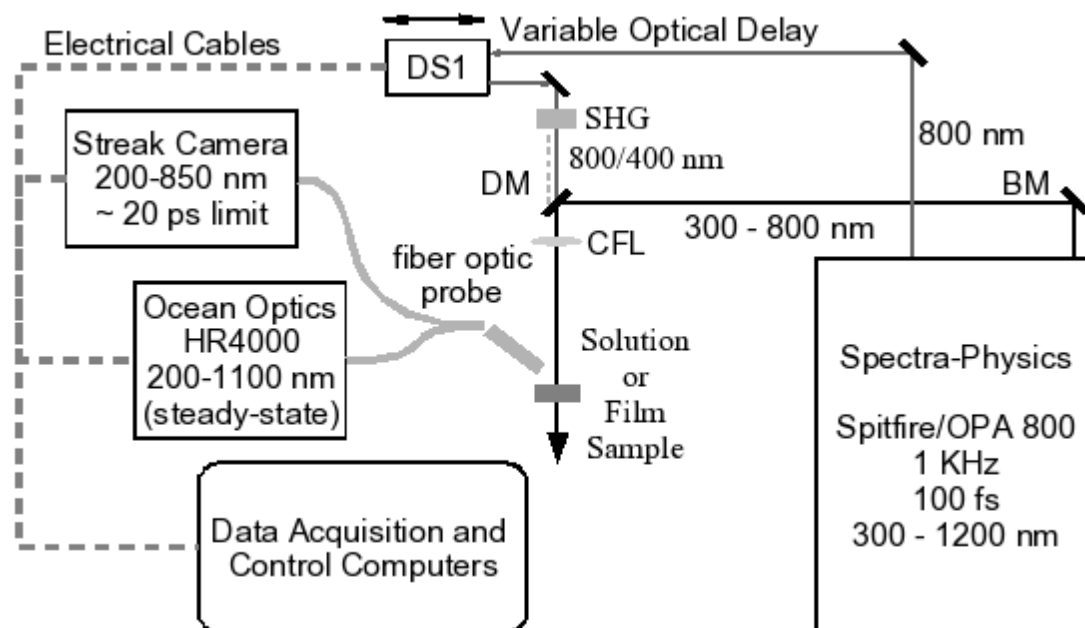 Electrical Cables
Variable Optical Delay
DS1
SHG
800/400 nm
800 nm
Streak Camera
200-850 nm
~ 20 ps limit
DM
BM
300 - 800 nm
CFL
fiber optic
probe
Ocean Optics
HR4000
200-1100 nm
(steady-state)
Solution
or
Film
Sample
Spectra-Physics
Spitfire/OPA 800
1 KHz
100 fs
300 - 1200 nm
Data Acquisition and
Control Computers